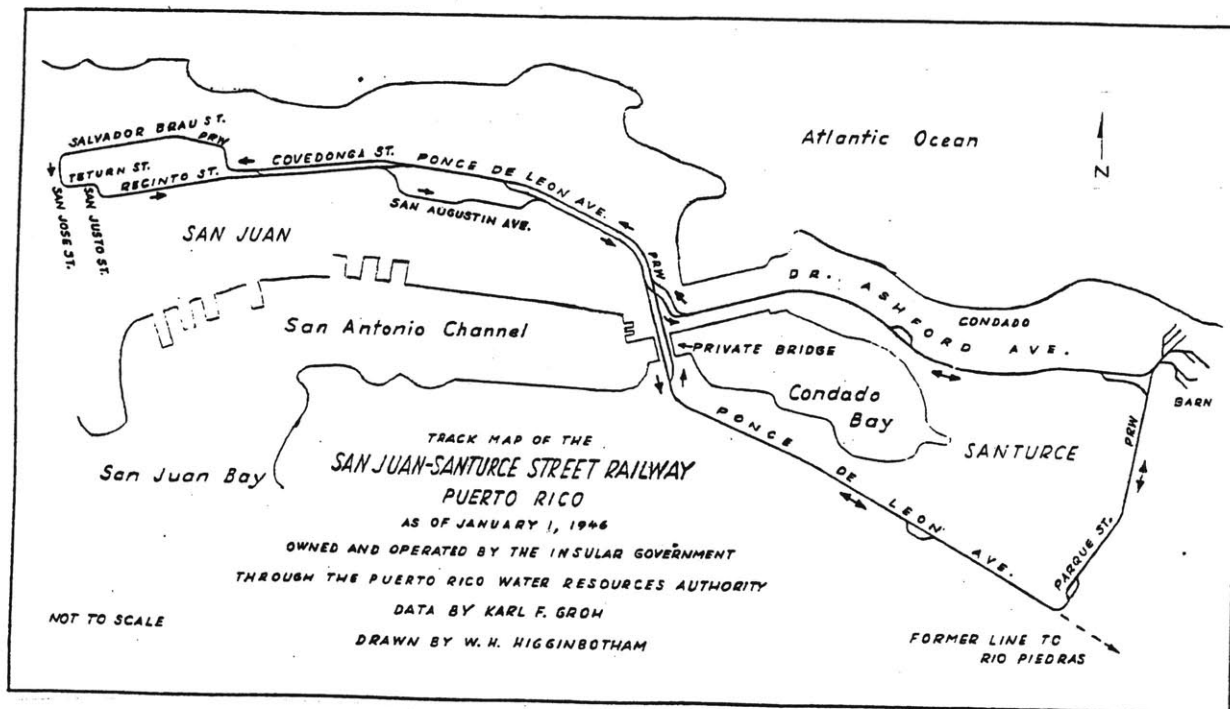 SALVADOR BRAU ST.
PRW
TETURN ST.
RECINTO ST.
SAN JOSE ST.
SAN JUSTO ST.
COVEDONGA ST.
PONCE DE LEON AVE.
SAN AUGUSTIN AVE.
SAN JUAN
PRW
Atlantic Ocean
N
DR. ASHFORD AVE.
CONDADO
San Antonio Channel
PRIVATE BRIDGE
Condado
Bay
BARN
PRW
SANTURCE
San Juan Bay
PONCE DE LEON AVE.
PARQUE ST.
TRACK MAP OF THE
SAN JUAN-SANTURCE STREET RAILWAY
PUERTO RICO
AS OF JANUARY 1, 1946
OWNED AND OPERATED BY THE INSULAR GOVERNMENT
THROUGH THE PUERTO RICO WATER RESOURCES AUTHORITY
DATA BY KARL F. GROH
DRAWN BY W. H. HIGGINBOTHAM
NOT TO SCALE
FORMER LINE TO
RIO PIEDRAS